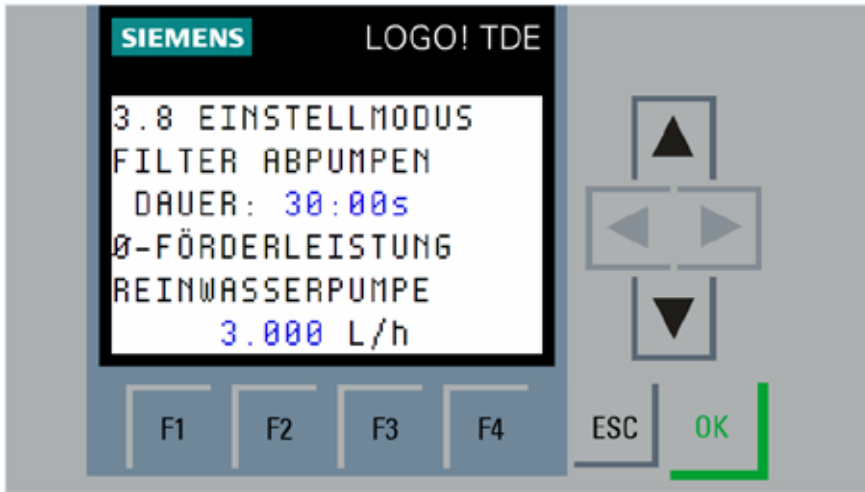 SIEMENS LOGO! TDE
3.8 EINSTELLMODUS
FILTER ABPUMPEN
DAUER: 30:00s
Ø-FÖRDERLEISTUNG
REINWASSERPUMPE
3.000 L/h
F1 F2 F3 F4 ESC OK